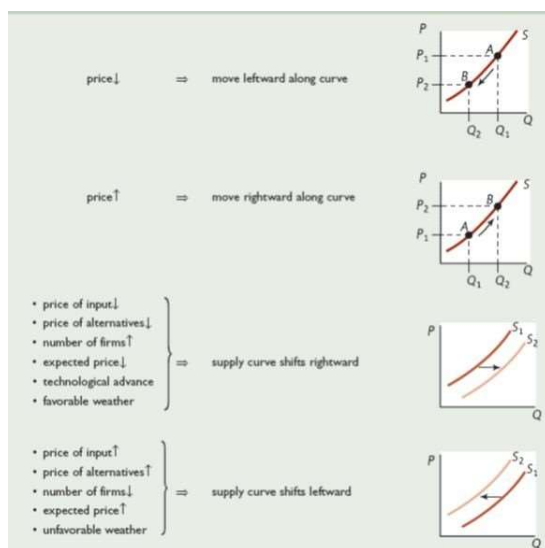 price↓ ⇒ move leftward along curve
P
S
P₁
A
P₂
B
Q₂ Q₁
Q
price↑ ⇒ move rightward along curve
P
S
P₂
B
P₁
A
Q₁ Q₂
Q
• price of input↓
• price of alternatives↓
• number of firms↑
• expected price↓
• technological advance
• favorable weather
⇒ supply curve shifts rightward
P
S₁
S₂
Q
• price of input↑
• price of alternatives↑
• number of firms↓
• expected price↑
• unfavorable weather
⇒ supply curve shifts leftward
P
S₂
S₁
Q